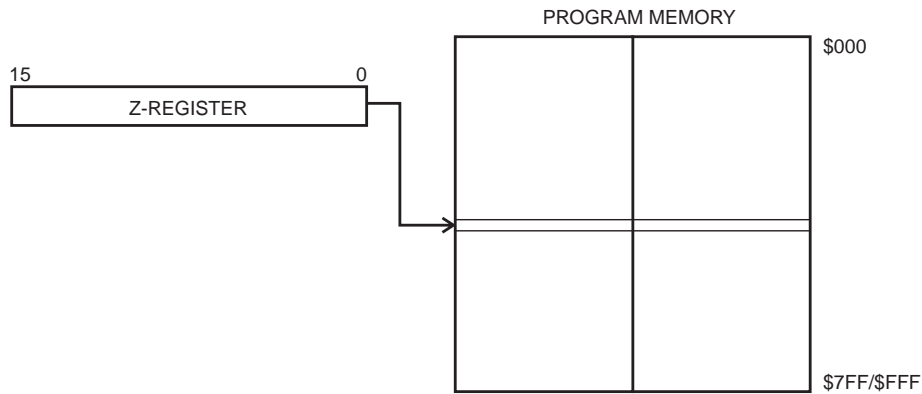 PROGRAM MEMORY
$000
15 0
Z-REGISTER
$7FF/$FFF